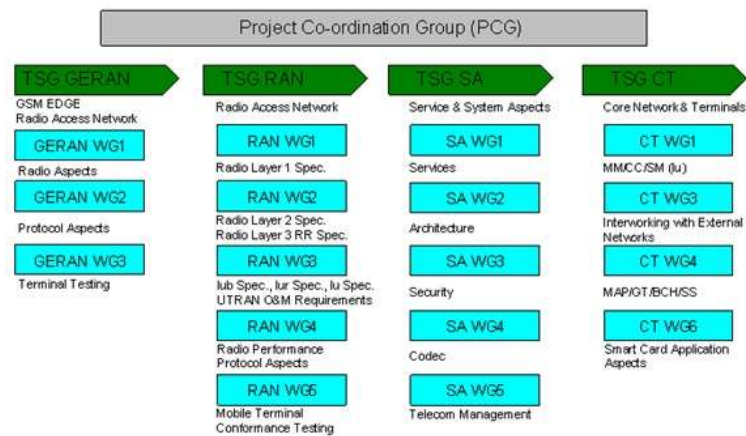 Project Co-ordination Group (PCG)
TSG GERAN
GSM EDGE
Radio Access Network
GERAN WG1
Radio Aspects
GERAN WG2
Protocol Aspects
GERAN WG3
Terminal Testing
TSG RAN
Radio Access Network
RAN WG1
Radio Layer 1 Spec.
RAN WG2
Radio Layer 2 Spec.
Radio Layer 3 RR Spec.
RAN WG3
Iub Spec., Iur Spec., Iu Spec.
UTRAN O&M Requirements
RAN WG4
Radio Performance
Protocol Aspects
RAN WG5
Mobile Terminal
Conformance Testing
TSG SA
Service & System Aspects
SA WG1
Services
SA WG2
Architecture
SA WG3
Security
SA WG4
Codec
SA WG5
Telecom Management
TSG CT
Core Network & Terminals
CT WG1
MM/CC/SM (Iu)
CT WG3
Interworking with External
Networks
CT WG4
MAP/GT/BCH/SS
CT WG6
Smart Card Application
Aspects